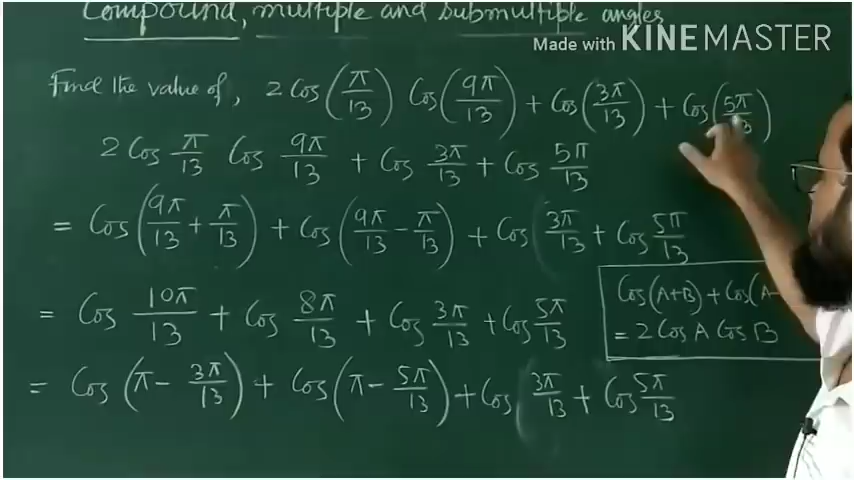 Compound, multiple and submultiple angles
Made with KINEMASTER
Find the value of, 2 Cos (π/13) Cos (9π/13) + Cos (3π/13) + Cos (5π/13)
2 Cos π/13 Cos 9π/13 + Cos 3π/13 + Cos 5π/13
= Cos (9π/13 + π/13) + Cos (9π/13 - π/13) + Cos 3π/13 + Cos 5π/13
Cos(A+B) + Cos(A-
= 2 Cos A Cos B
= Cos 10π/13 + Cos 8π/13 + Cos 3π/13 + Cos 5π/13
= Cos (π - 3π/13) + Cos (π - 5π/13) + Cos 3π/13 + Cos 5π/13